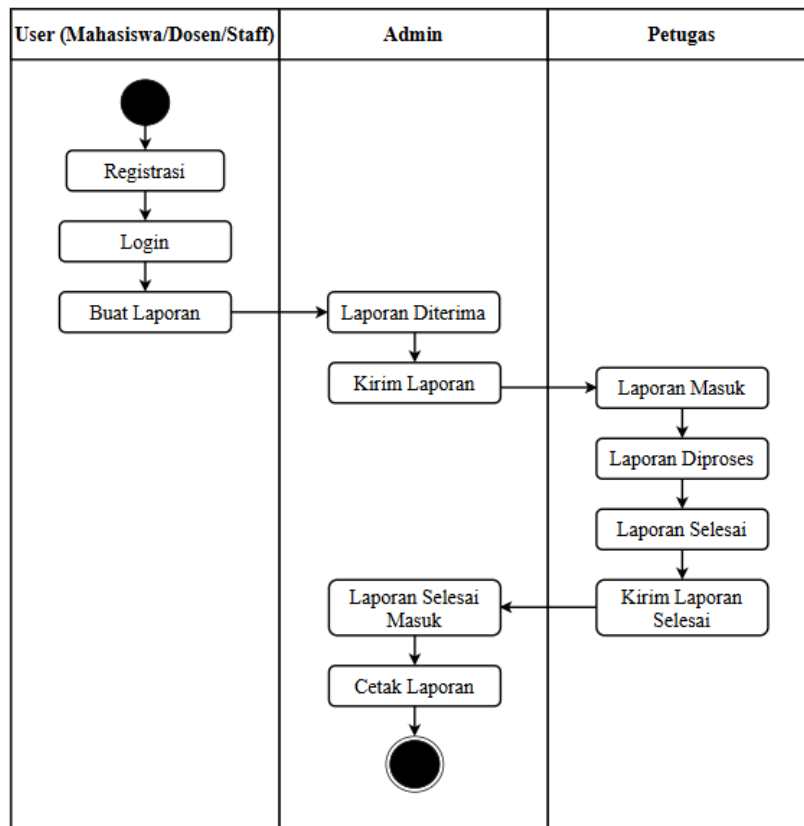 User (Mahasiswa/Dosen/Staff)
Admin
Petugas
Registrasi
Login
Buat Laporan
Laporan Diterima
Kirim Laporan
Laporan Masuk
Laporan Diproses
Laporan Selesai
Kirim Laporan
Selesai
Laporan Selesai
Masuk
Cetak Laporan